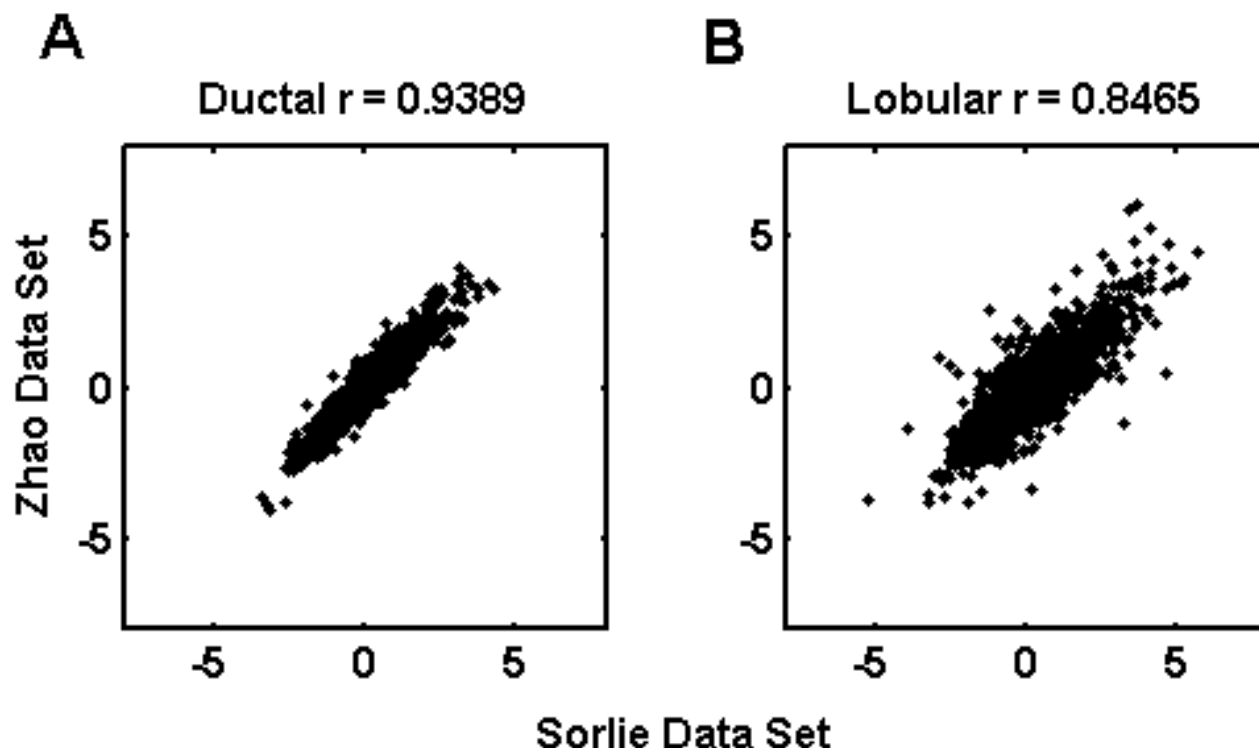 A
B
Ductal r = 0.9389
Lobular r = 0.8465
Zhao Data Set
5
0
-5
-5 0 5
5
0
-5
-5 0 5
Sorlie Data Set